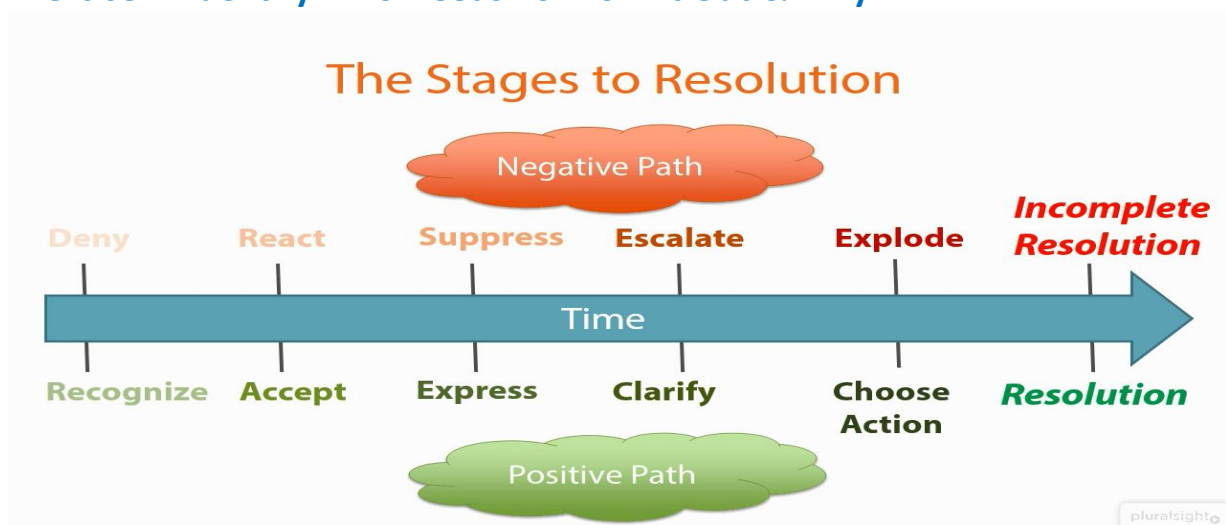 The Stages to Resolution
Negative Path
Deny React Suppress Escalate Explode Incomplete Resolution
Time
Recognize Accept Express Clarify Choose Action Resolution
Positive Path
pluralsight